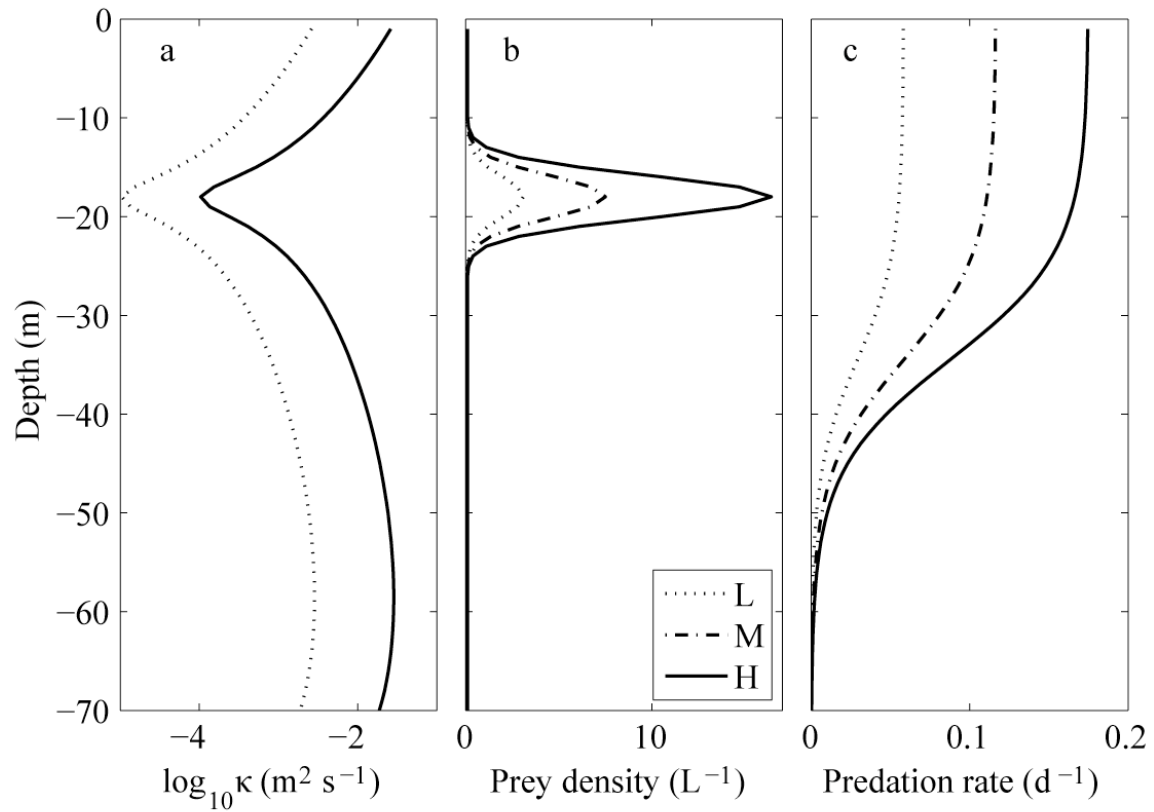 a
b
c
0
−10
−20
−30
−40
−50
−60
−70
Depth (m)
L
M
H
−4
−2
0
10
0
0.1
0.2
log₁₀κ (m² s⁻¹)
Prey density (L⁻¹)
Predation rate (d⁻¹)